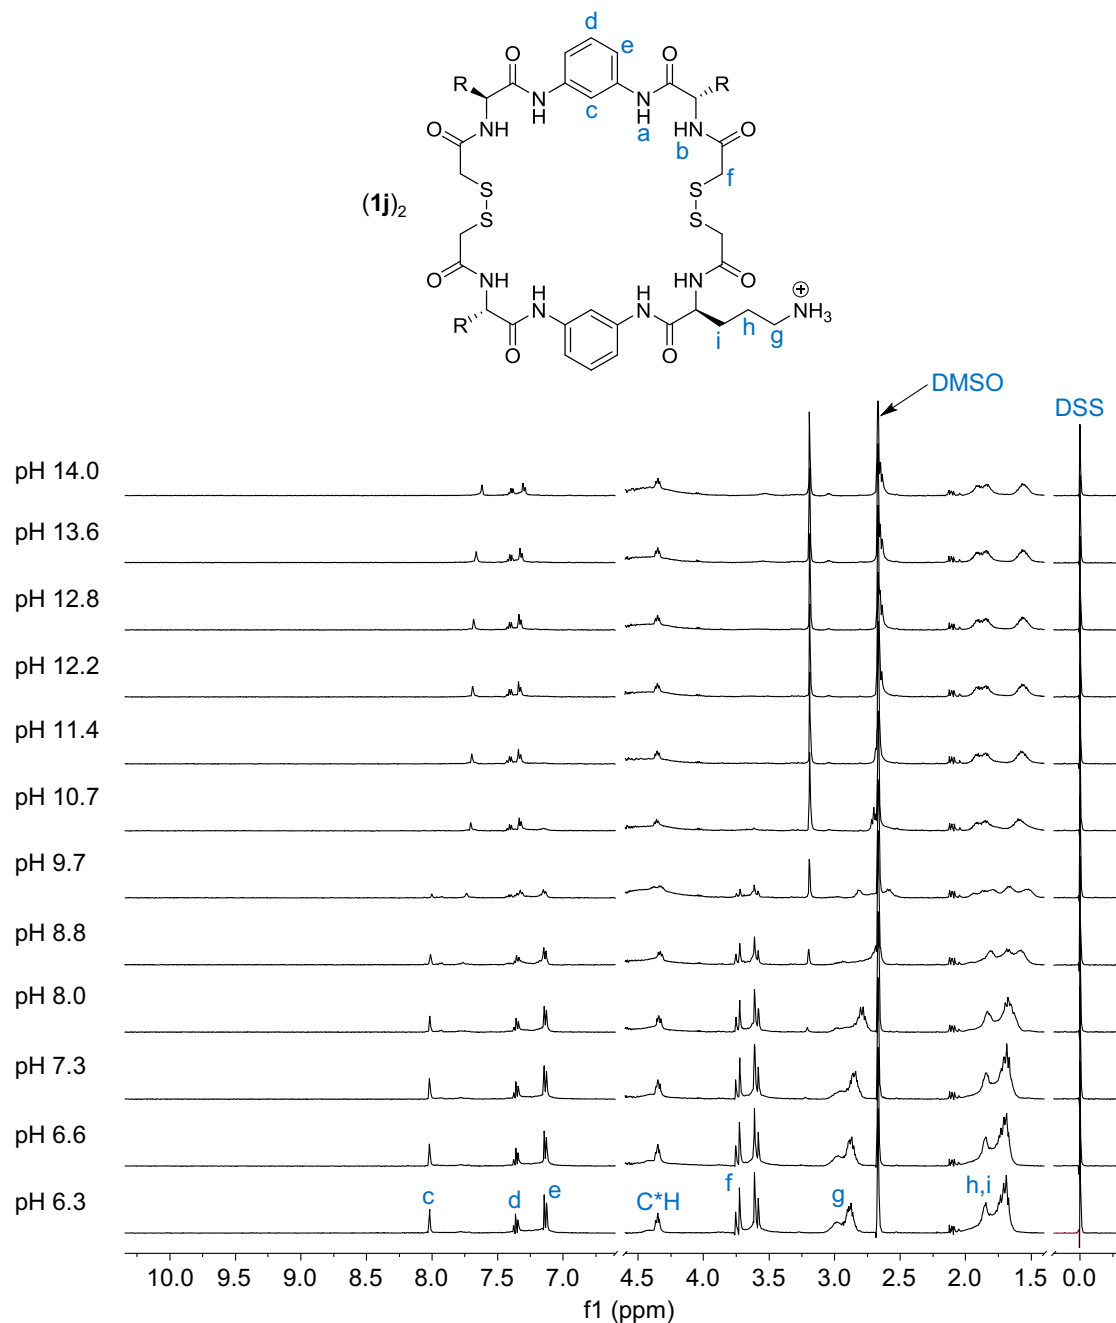 d
O
e
O
R
N
H
N
H
R
c
a
O
NH
HN
b
O
f
(1j)₂
S
S
S
S
O
NH
HN
O
⊕
NH₃
R
H
N
H
N
O
O
i
h
g
DMSO
DSS
pH 14.0
pH 13.6
pH 12.8
pH 12.2
pH 11.4
pH 10.7
pH 9.7
pH 8.8
pH 8.0
pH 7.3
pH 6.6
pH 6.3
c d e C*H f g h,i
10.0 9.5 9.0 8.5 8.0 7.5 7.0 4.5 4.0 3.5 3.0 2.5 2.0 1.5 0.0
f1 (ppm)